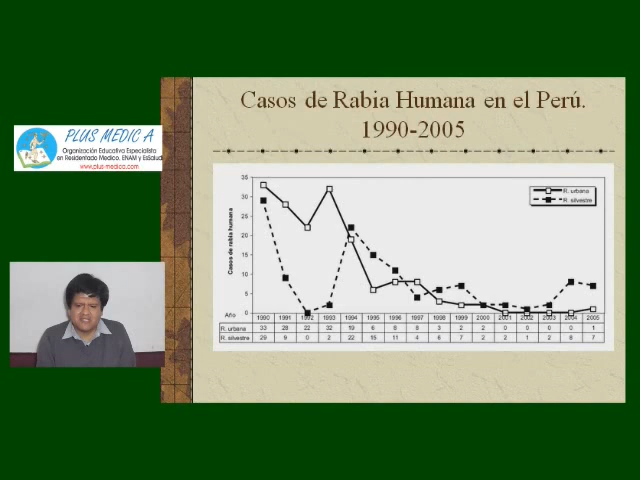 PLUS MEDIC A
Organización Educativa Especialista
en Residentado Medico, ENAM y EsSalud
www.plus-medica.com
Casos de Rabia Humana en el Perú.
1990-2005
Casos de rabia humana
35
30
25
20
15
10
5
0
R. urbana
R. silvestre
Año 1990 1991 1992 1993 1994 1995 1996 1997 1998 1999 2000 2001 2002 2003 2004 2005
R. urbana 33 28 22 32 19 6 8 8 3 2 2 0 0 0 0 1
R. silvestre 29 9 0 2 22 15 11 4 6 7 2 2 1 2 8 7